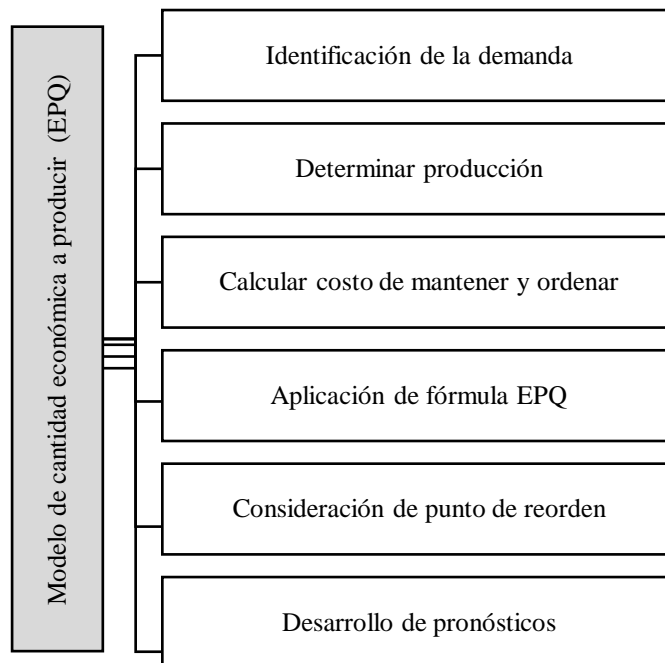 Modelo de cantidad económica a producir (EPQ)
Identificación de la demanda
Determinar producción
Calcular costo de mantener y ordenar
Aplicación de fórmula EPQ
Consideración de punto de reorden
Desarrollo de pronósticos